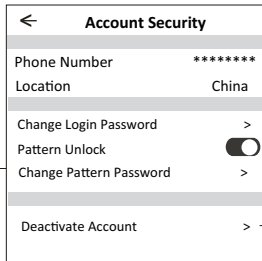 ← Account Security
Phone Number ********
Location China
Change Login Password >
Pattern Unlock
Change Pattern Password >
Deactivate Account >